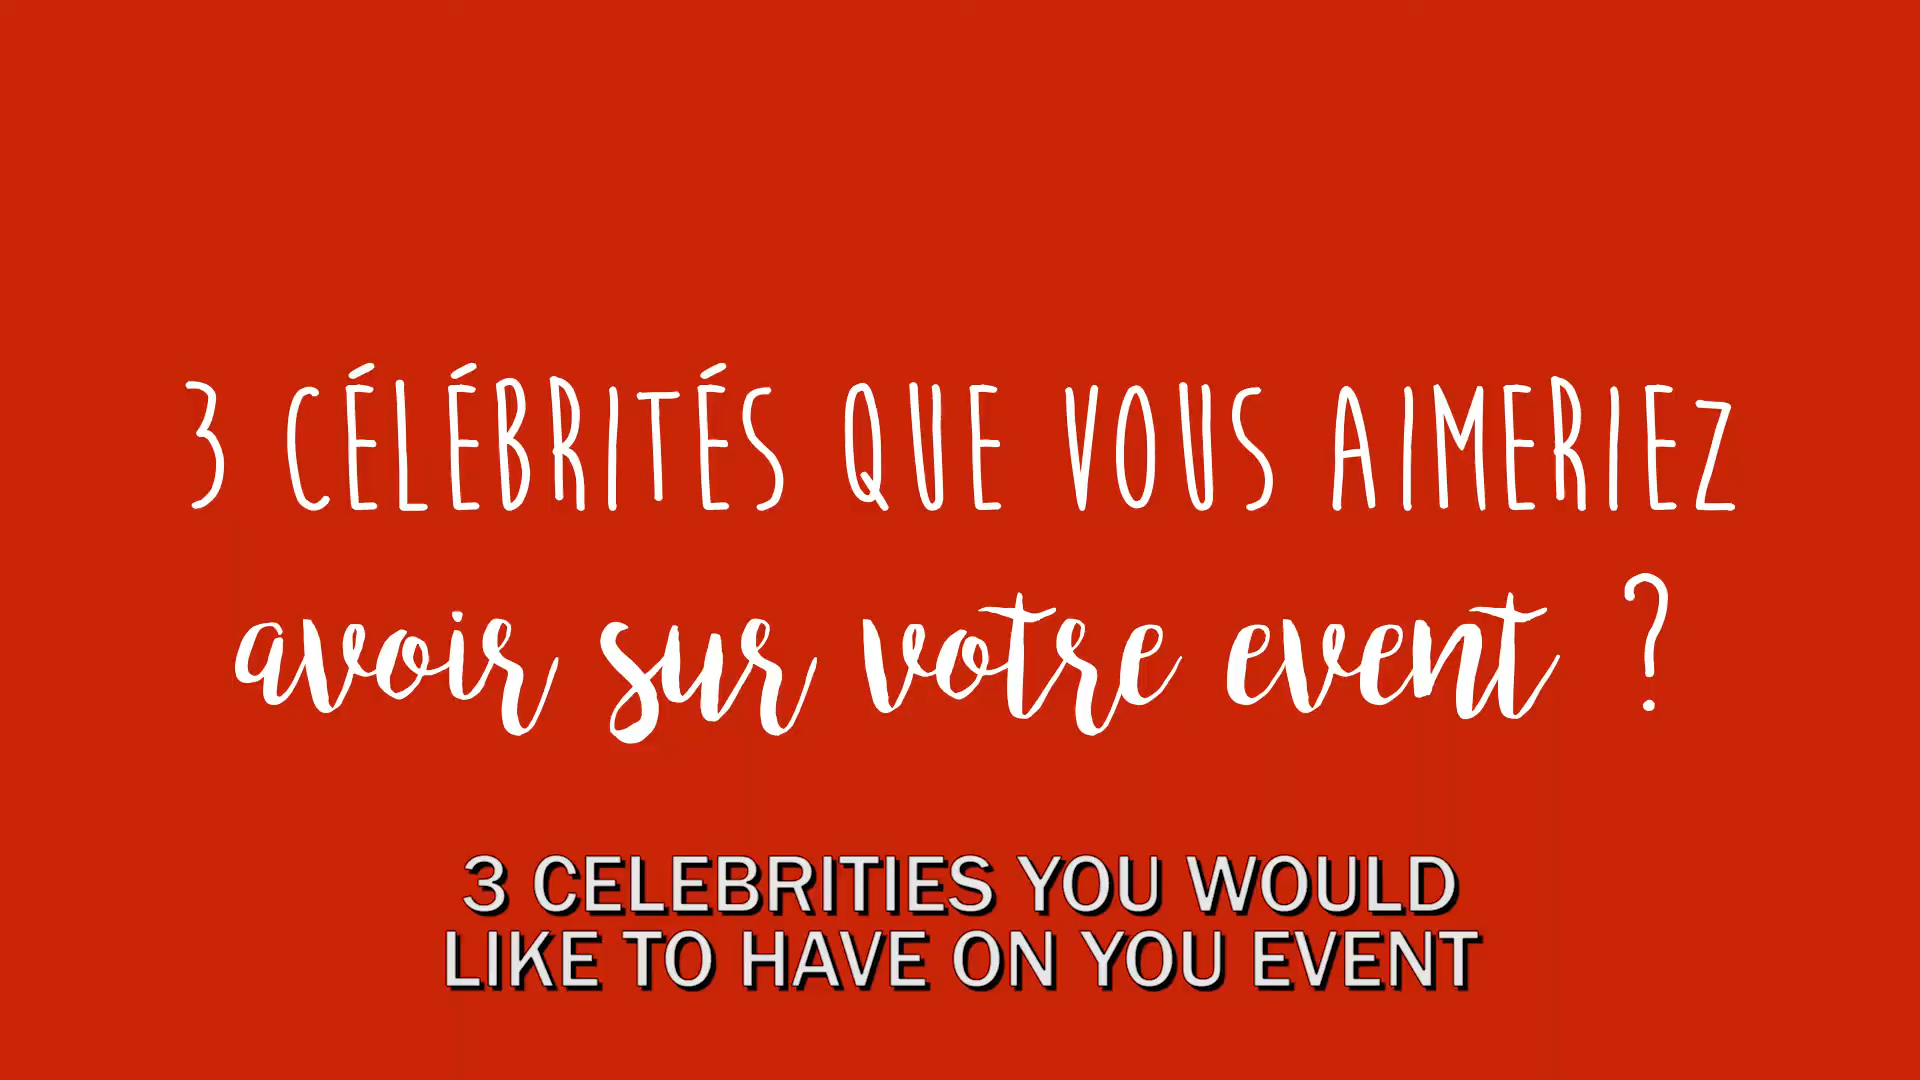 3 CÉLÉBRITÉS QUE VOUS AIMERIEZ
avoir sur votre event ?
3 CELEBRITIES YOU WOULD
LIKE TO HAVE ON YOU EVENT